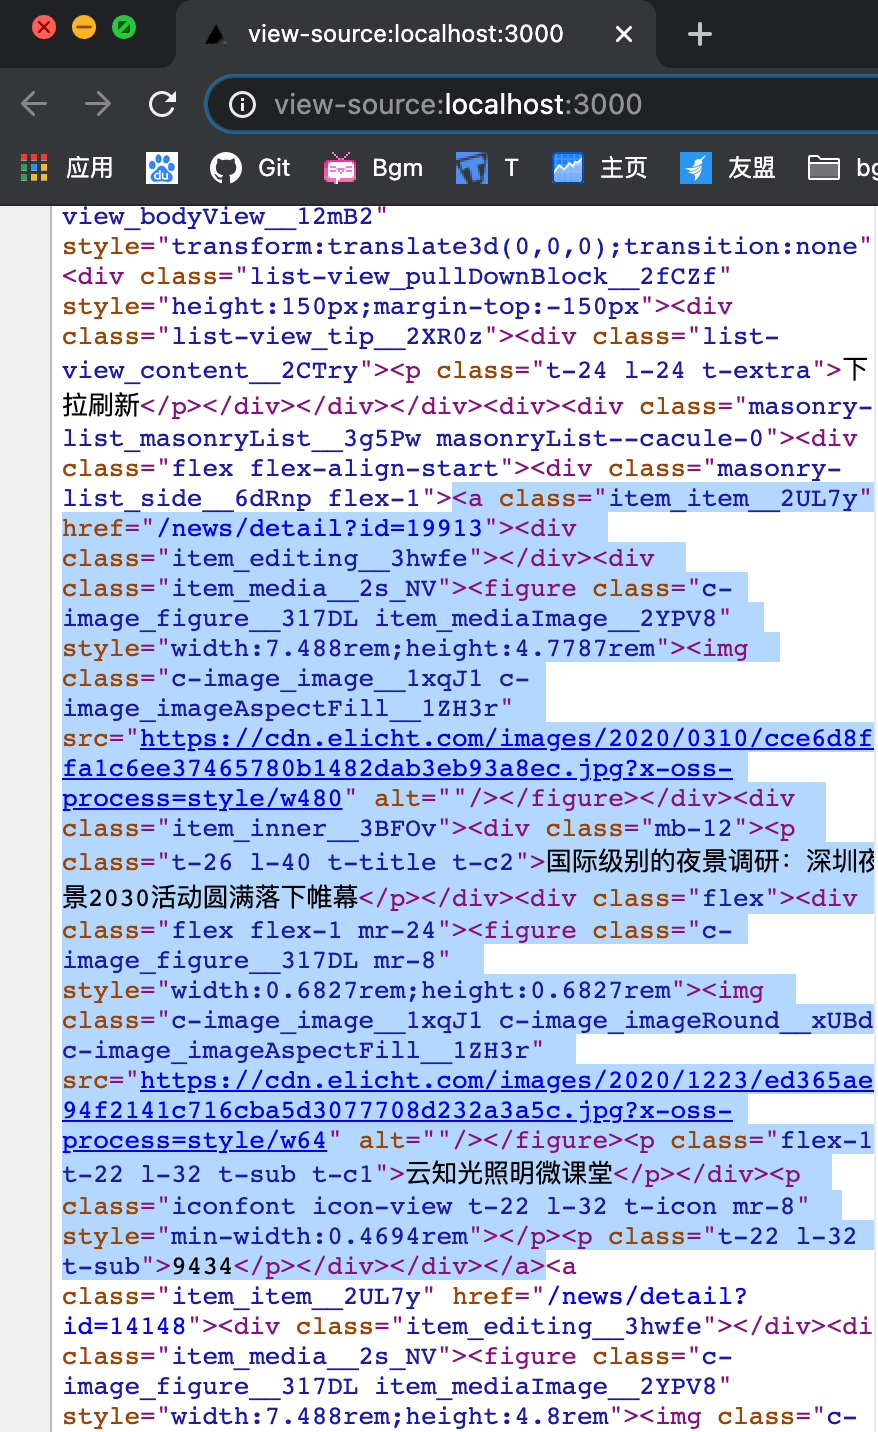 view-source:localhost:3000
view-source:localhost:3000
应用 du Git Bgm T 主页 友盟 bg
view_bodyView__12mB2"
style="transform:translate3d(0,0,0);transition:none"
<div class="list-view_pullDownBlock__2fCZf"
style="height:150px;margin-top:-150px"><div
class="list-view_tip__2XR0z"><div class="list-
view_content__2CTry"><p class="t-24 l-24 t-extra">下
拉刷新</p></div></div></div><div><div class="masonry-
list_masonryList__3g5Pw masonryList--cacule-0"><div
class="flex flex-align-start"><div class="masonry-
list_side__6dRnp flex-1"><a class="item_item__2UL7y"
href="/news/detail?id=19913"><div
class="item_editing__3hwfe"></div><div
class="item_media__2s_NV"><figure class="c-
image_figure__317DL item_mediaImage__2YPV8"
style="width:7.488rem;height:4.7787rem"><img
class="c-image_image__1xqJ1 c-
image_imageAspectFill__1ZH3r"
src="https://cdn.elicht.com/images/2020/0310/cce6d8f
fa1c6ee37465780b1482dab3eb93a8ec.jpg?x-oss-
process=style/w480" alt=""/></figure></div><div
class="item_inner__3BFOv"><div class="mb-12"><p
class="t-26 l-40 t-title t-c2">国际级别的夜景调研：深圳夜
景2030活动圆满落下帷幕</p></div><div class="flex"><div
class="flex flex-1 mr-24"><figure class="c-
image_figure__317DL mr-8"
style="width:0.6827rem;height:0.6827rem"><img
class="c-image_image__1xqJ1 c-image_imageRound__xUBd
c-image_imageAspectFill__1ZH3r"
src="https://cdn.elicht.com/images/2020/1223/ed365ae
94f2141c716cba5d3077708d232a3a5c.jpg?x-oss-
process=style/w64" alt=""/></figure><p class="flex-1
t-22 l-32 t-sub t-c1">云知光照明微课堂</p></div><p
class="iconfont icon-view t-22 l-32 t-icon mr-8"
style="min-width:0.4694rem"></p><p class="t-22 l-32
t-sub">9434</p></div></div></a><a
class="item_item__2UL7y" href="/news/detail?
id=14148"><div class="item_editing__3hwfe"></div><di
class="item_media__2s_NV"><figure class="c-
image_figure__317DL item_mediaImage__2YPV8"
style="width:7.488rem;height:4.8rem"><img class="c-